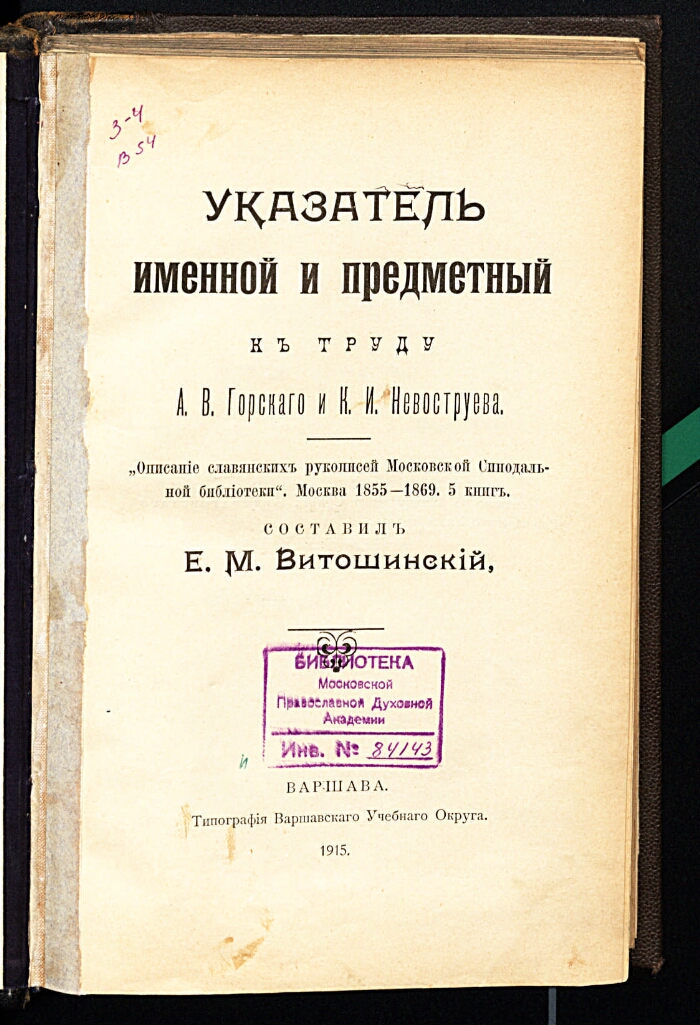 З-4
В 54
УКАЗАТЕЛЬ
именной и предметный
КЪ ТРУДУ
А. В. Горскаго и К. И. Невоструева.
„Описаніе славянскихъ рукописей Московской Синодаль-
ной библіотеки“. Москва 1855—1869. 5 книгъ.
СОСТАВИЛЪ
Е. М. Витошинскій,
БИБЛИОТЕКА
Московской
Православной Духовной
Академии
Инв. № 84143
и
ВАРШАВА.
Типографія Варшавскаго Учебнаго Округа.
1915.